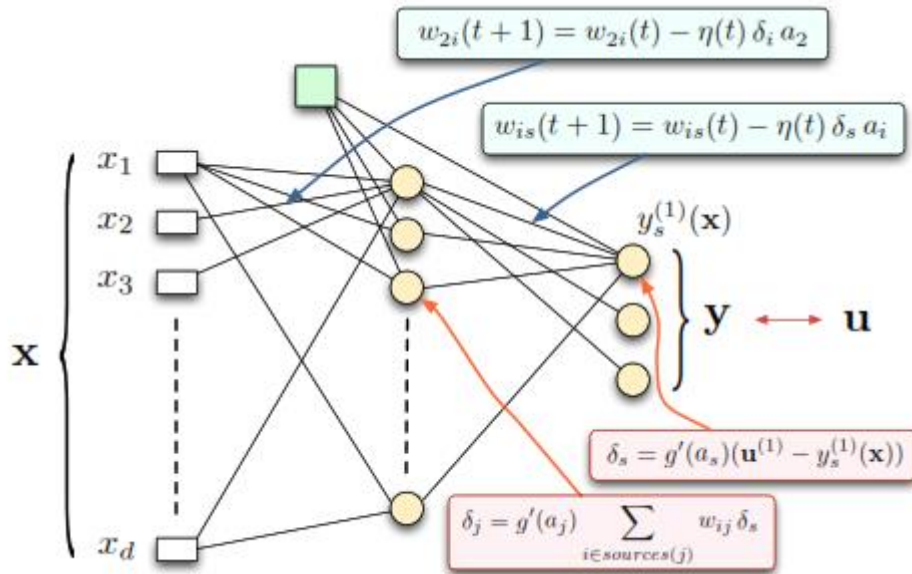 w_{2i}(t + 1) = w_{2i}(t) − η(t) δ_i a_2
w_{is}(t + 1) = w_{is}(t) − η(t) δ_s a_i
x_1
x_2
y_s^{(1)}(x)
x_3
x
y ↔ u
δ_s = g′(a_s)(u^{(1)} − y_s^{(1)}(x))
δ_j = g′(a_j) ∑_{i∈sources(j)} w_{ij} δ_s
x_d